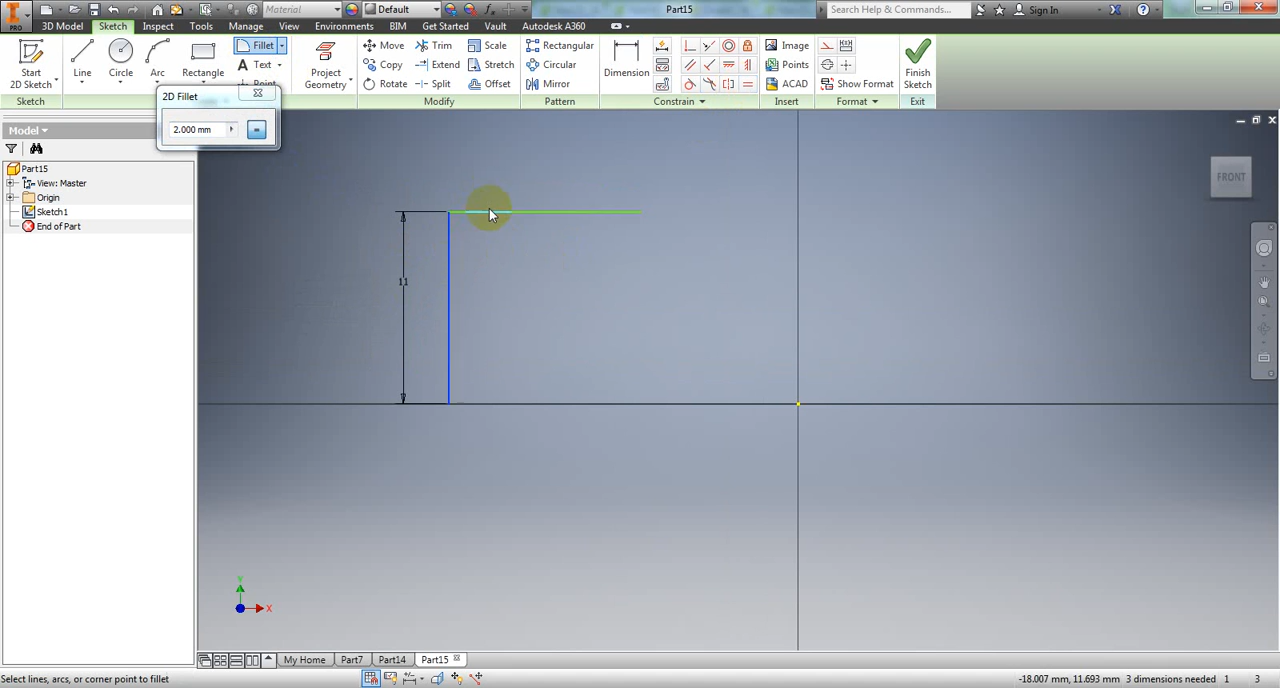 Material
Default
Part15
Search Help & Commands...
Sign In
PRO
3D Model
Sketch
Inspect
Tools
Manage
View
Environments
BIM
Get Started
Vault
Autodesk A360
Start
2D Sketch
Line
Circle
Arc
Rectangle
Fillet
Text
Point
Project
Geometry
Move
Copy
Rotate
Trim
Extend
Split
Scale
Stretch
Offset
Rectangular
Circular
Mirror
Dimension
Image
Points
ACAD
Show Format
Finish
Sketch
Sketch
Modify
Pattern
Constrain
Insert
Format
Exit
2D Fillet
2.000 mm
=
Model
Part15
View: Master
Origin
Sketch1
End of Part
11
FRONT
Y
X
My Home
Part7
Part14
Part15
Select lines, arcs, or corner point to fillet
-18.007 mm, 11.693 mm
3 dimensions needed
1
3